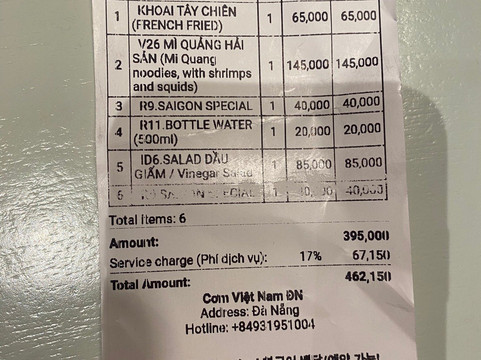 1 KHOAI TÂY CHIÊN 1 65,000 65,000
(FRENCH FRIED)
V26 MÌ QUẢNG HẢI
2 SẢN (Mi Quang 1 145,000 145,000
noodles, with shrimps
and squids)
3 R9.SAIGON SPECIAL 1 40,000 40,000
4 R11.BOTTLE WATER 1 20,000 20,000
(500ml)
5 ID6.SALAD DẦU 1 85,000 85,000
GIẤM / Vinegar Salad
6 SPECIAL 1 40,000
Total Items: 6
Amount: 395,000
Service charge (Phí dịch vụ): 17% 67,150
Total Amount: 462,150
Cơm Việt Nam ĐN
Address: Đà Nẵng
Hotline: +84931951004